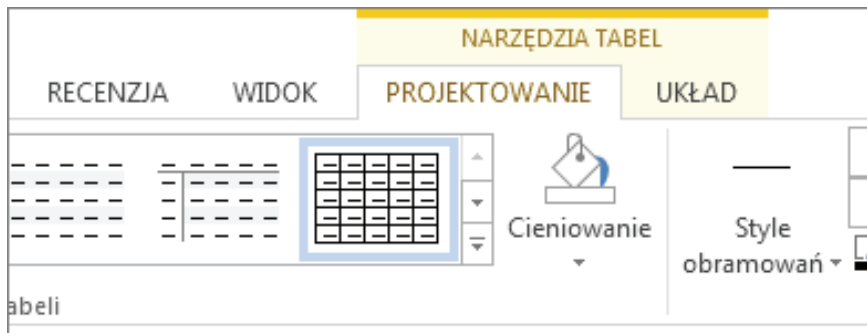 NARZĘDZIA TABEL
RECENZJA WIDOK PROJEKTOWANIE UKŁAD
Cieniowanie
Style
obramowań
abeli